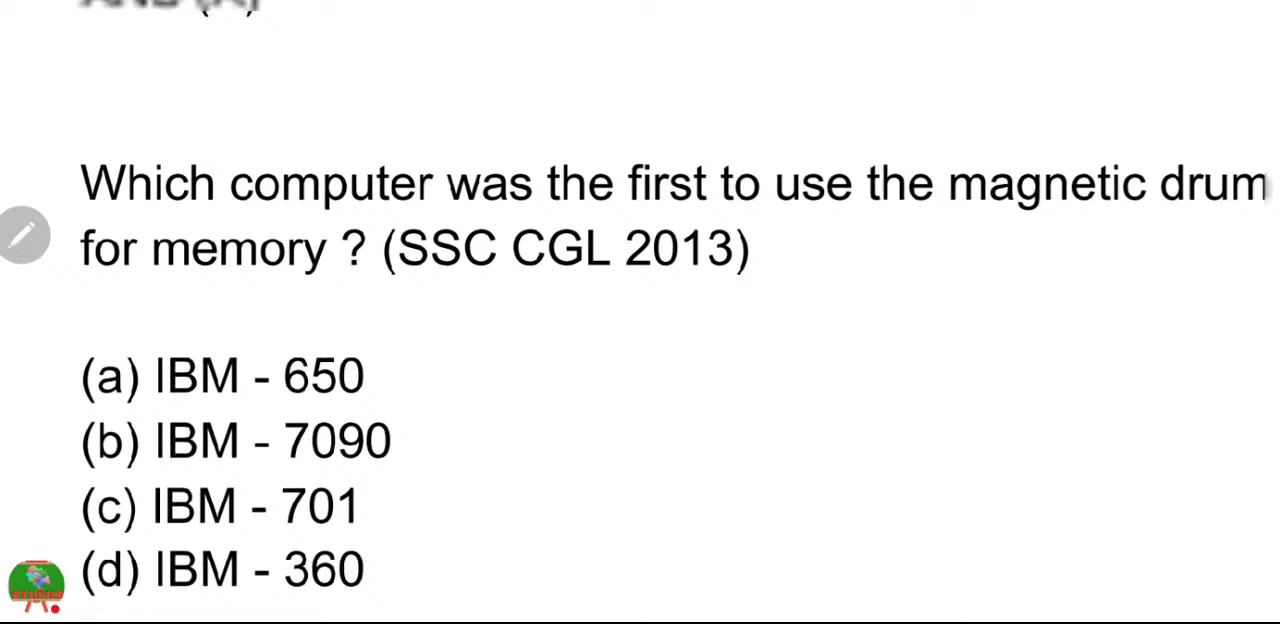 Which computer was the first to use the magnetic drum
for memory ? (SSC CGL 2013)
(a) IBM - 650
(b) IBM - 7090
(c) IBM - 701
(d) IBM - 360